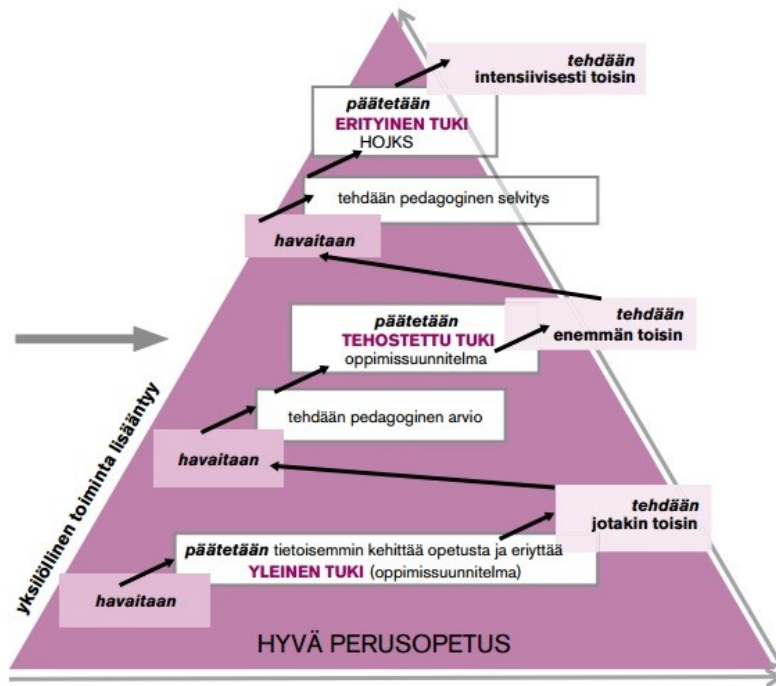 tehdään
intensiivisesti toisin
päätetään
ERITYINEN TUKI
HOJKS
tehdään pedagoginen selvitys
havaitaan
tehdään
enemmän toisin
päätetään
TEHOSTETTU TUKI
oppimissuunnitelma
tehdään pedagoginen arvio
havaitaan
tehdään
jotakin toisin
päätetään tietoisemmin kehittää opetusta ja eriyttää
YLEINEN TUKI (oppimissuunnitelma)
havaitaan
yksilöllinen toiminta lisääntyy
HYVÄ PERUSOPETUS